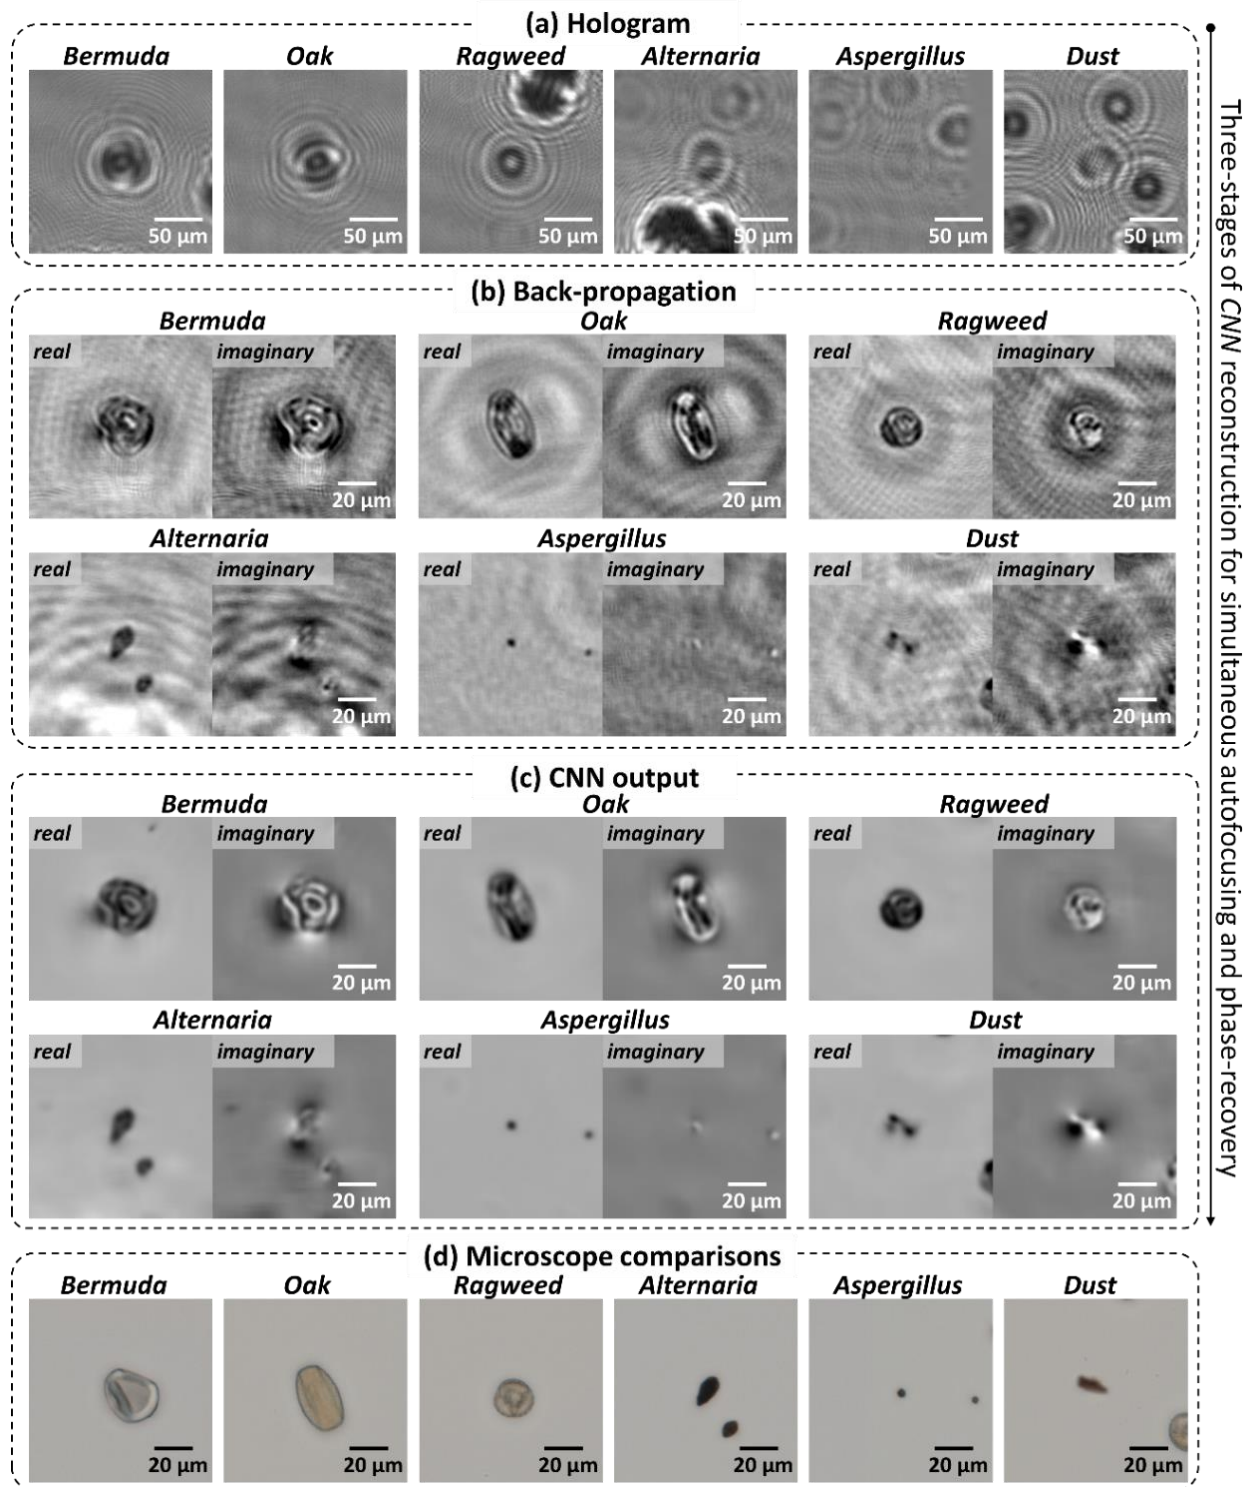 (a) Hologram
Bermuda Oak Ragweed Alternaria Aspergillus Dust
50 μm 50 μm 50 μm 50 μm 50 μm 50 μm
(b) Back-propagation
Bermuda Oak Ragweed
real imaginary real imaginary real imaginary
20 μm 20 μm 20 μm
Alternaria Aspergillus Dust
real imaginary real imaginary real imaginary
20 μm 20 μm 20 μm
(c) CNN output
Bermuda Oak Ragweed
real imaginary real imaginary real imaginary
20 μm 20 μm 20 μm
Alternaria Aspergillus Dust
real imaginary real imaginary real imaginary
20 μm 20 μm 20 μm
(d) Microscope comparisons
Bermuda Oak Ragweed Alternaria Aspergillus Dust
20 μm 20 μm 20 μm 20 μm 20 μm 20 μm
Three-stages of CNN reconstruction for simultaneous autofocusing and phase-recovery